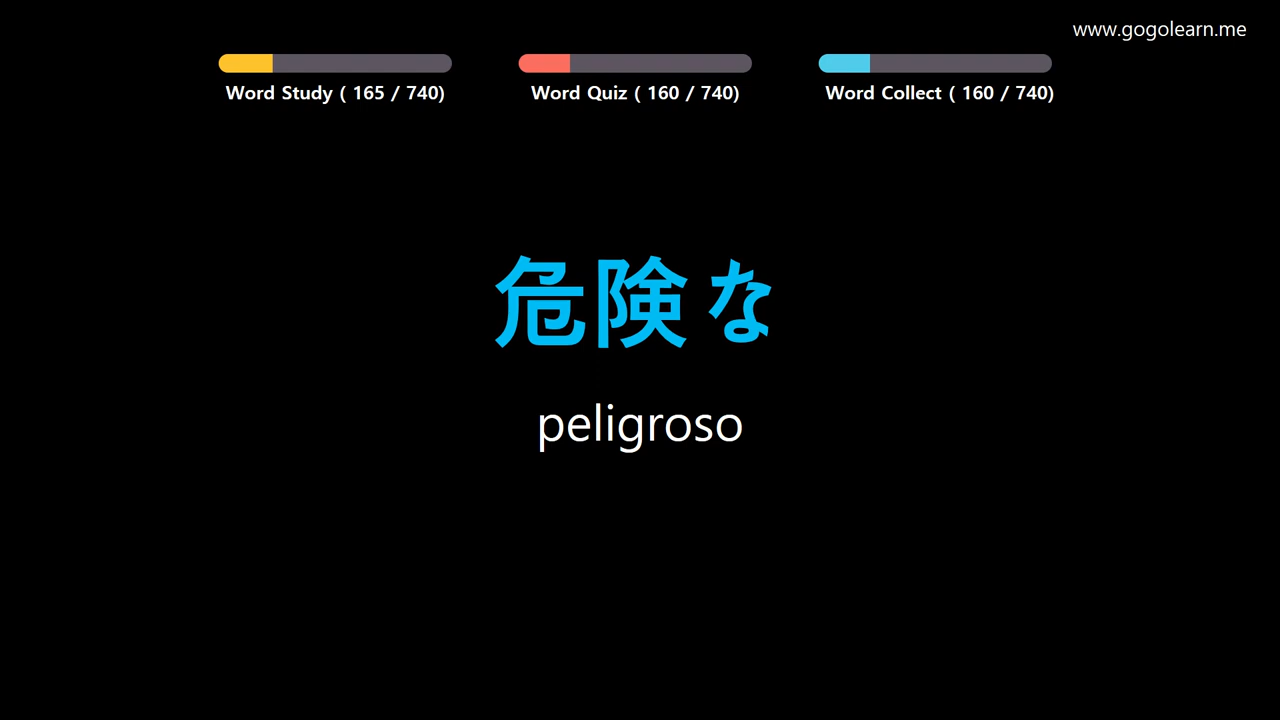 www.gogolearn.me
Word Study ( 165 / 740)
Word Quiz ( 160 / 740)
Word Collect ( 160 / 740)
危険な
peligroso